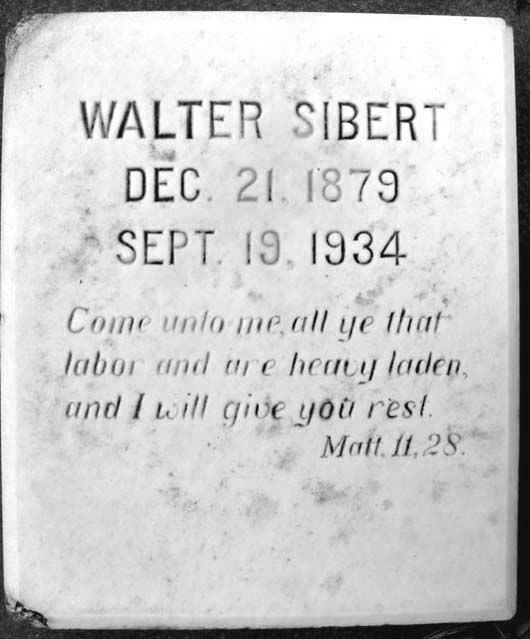 WALTER SIBERT
DEC. 21, 1879
SEPT. 19, 1934
Come unto me, all ye that
labor and are heavy laden,
and I will give you rest.
Matt. 11, 28.